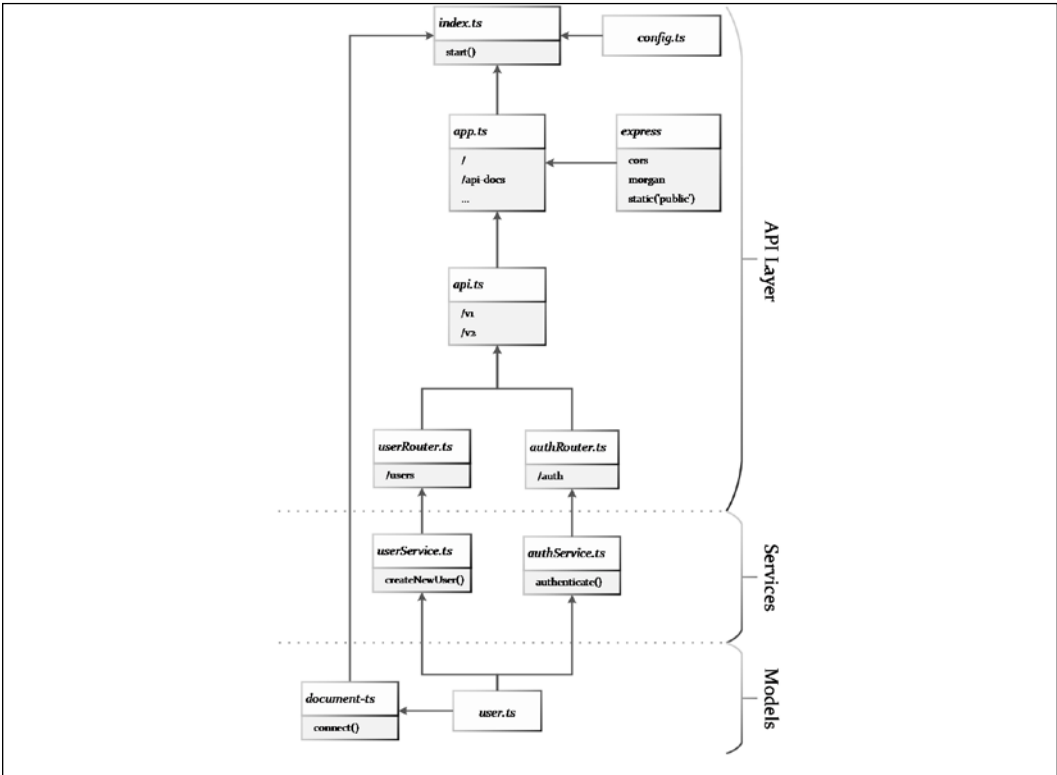 index.ts
start()
config.ts
app.ts
/
/api-docs
...
express
cors
morgan
static('public')
API Layer
api.ts
/v1
/v2
userRouter.ts
/users
authRouter.ts
/auth
userService.ts
createNewUser()
authService.ts
authenticate()
Services
document-ts
connect()
user.ts
Models